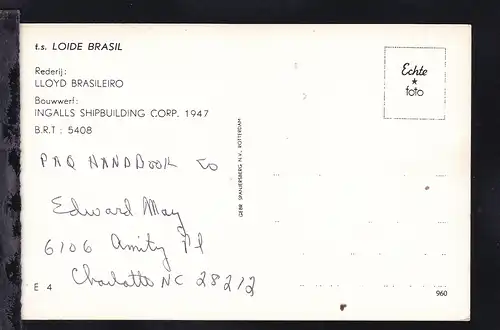 t.s. LOIDE BRASIL
Rederij:
LLOYD BRASILEIRO
Bouwwerf:
INGALLS SHIPBUILDING CORP. 1947
B.R.T : 5408
PAQ HANDBOOK to
Edward May
6106 Amity Pl
Charlotte NC 28212
E 4
GEBR SPANJERSBERG N.V., ROTTERDAM
Echte
★
foto
960